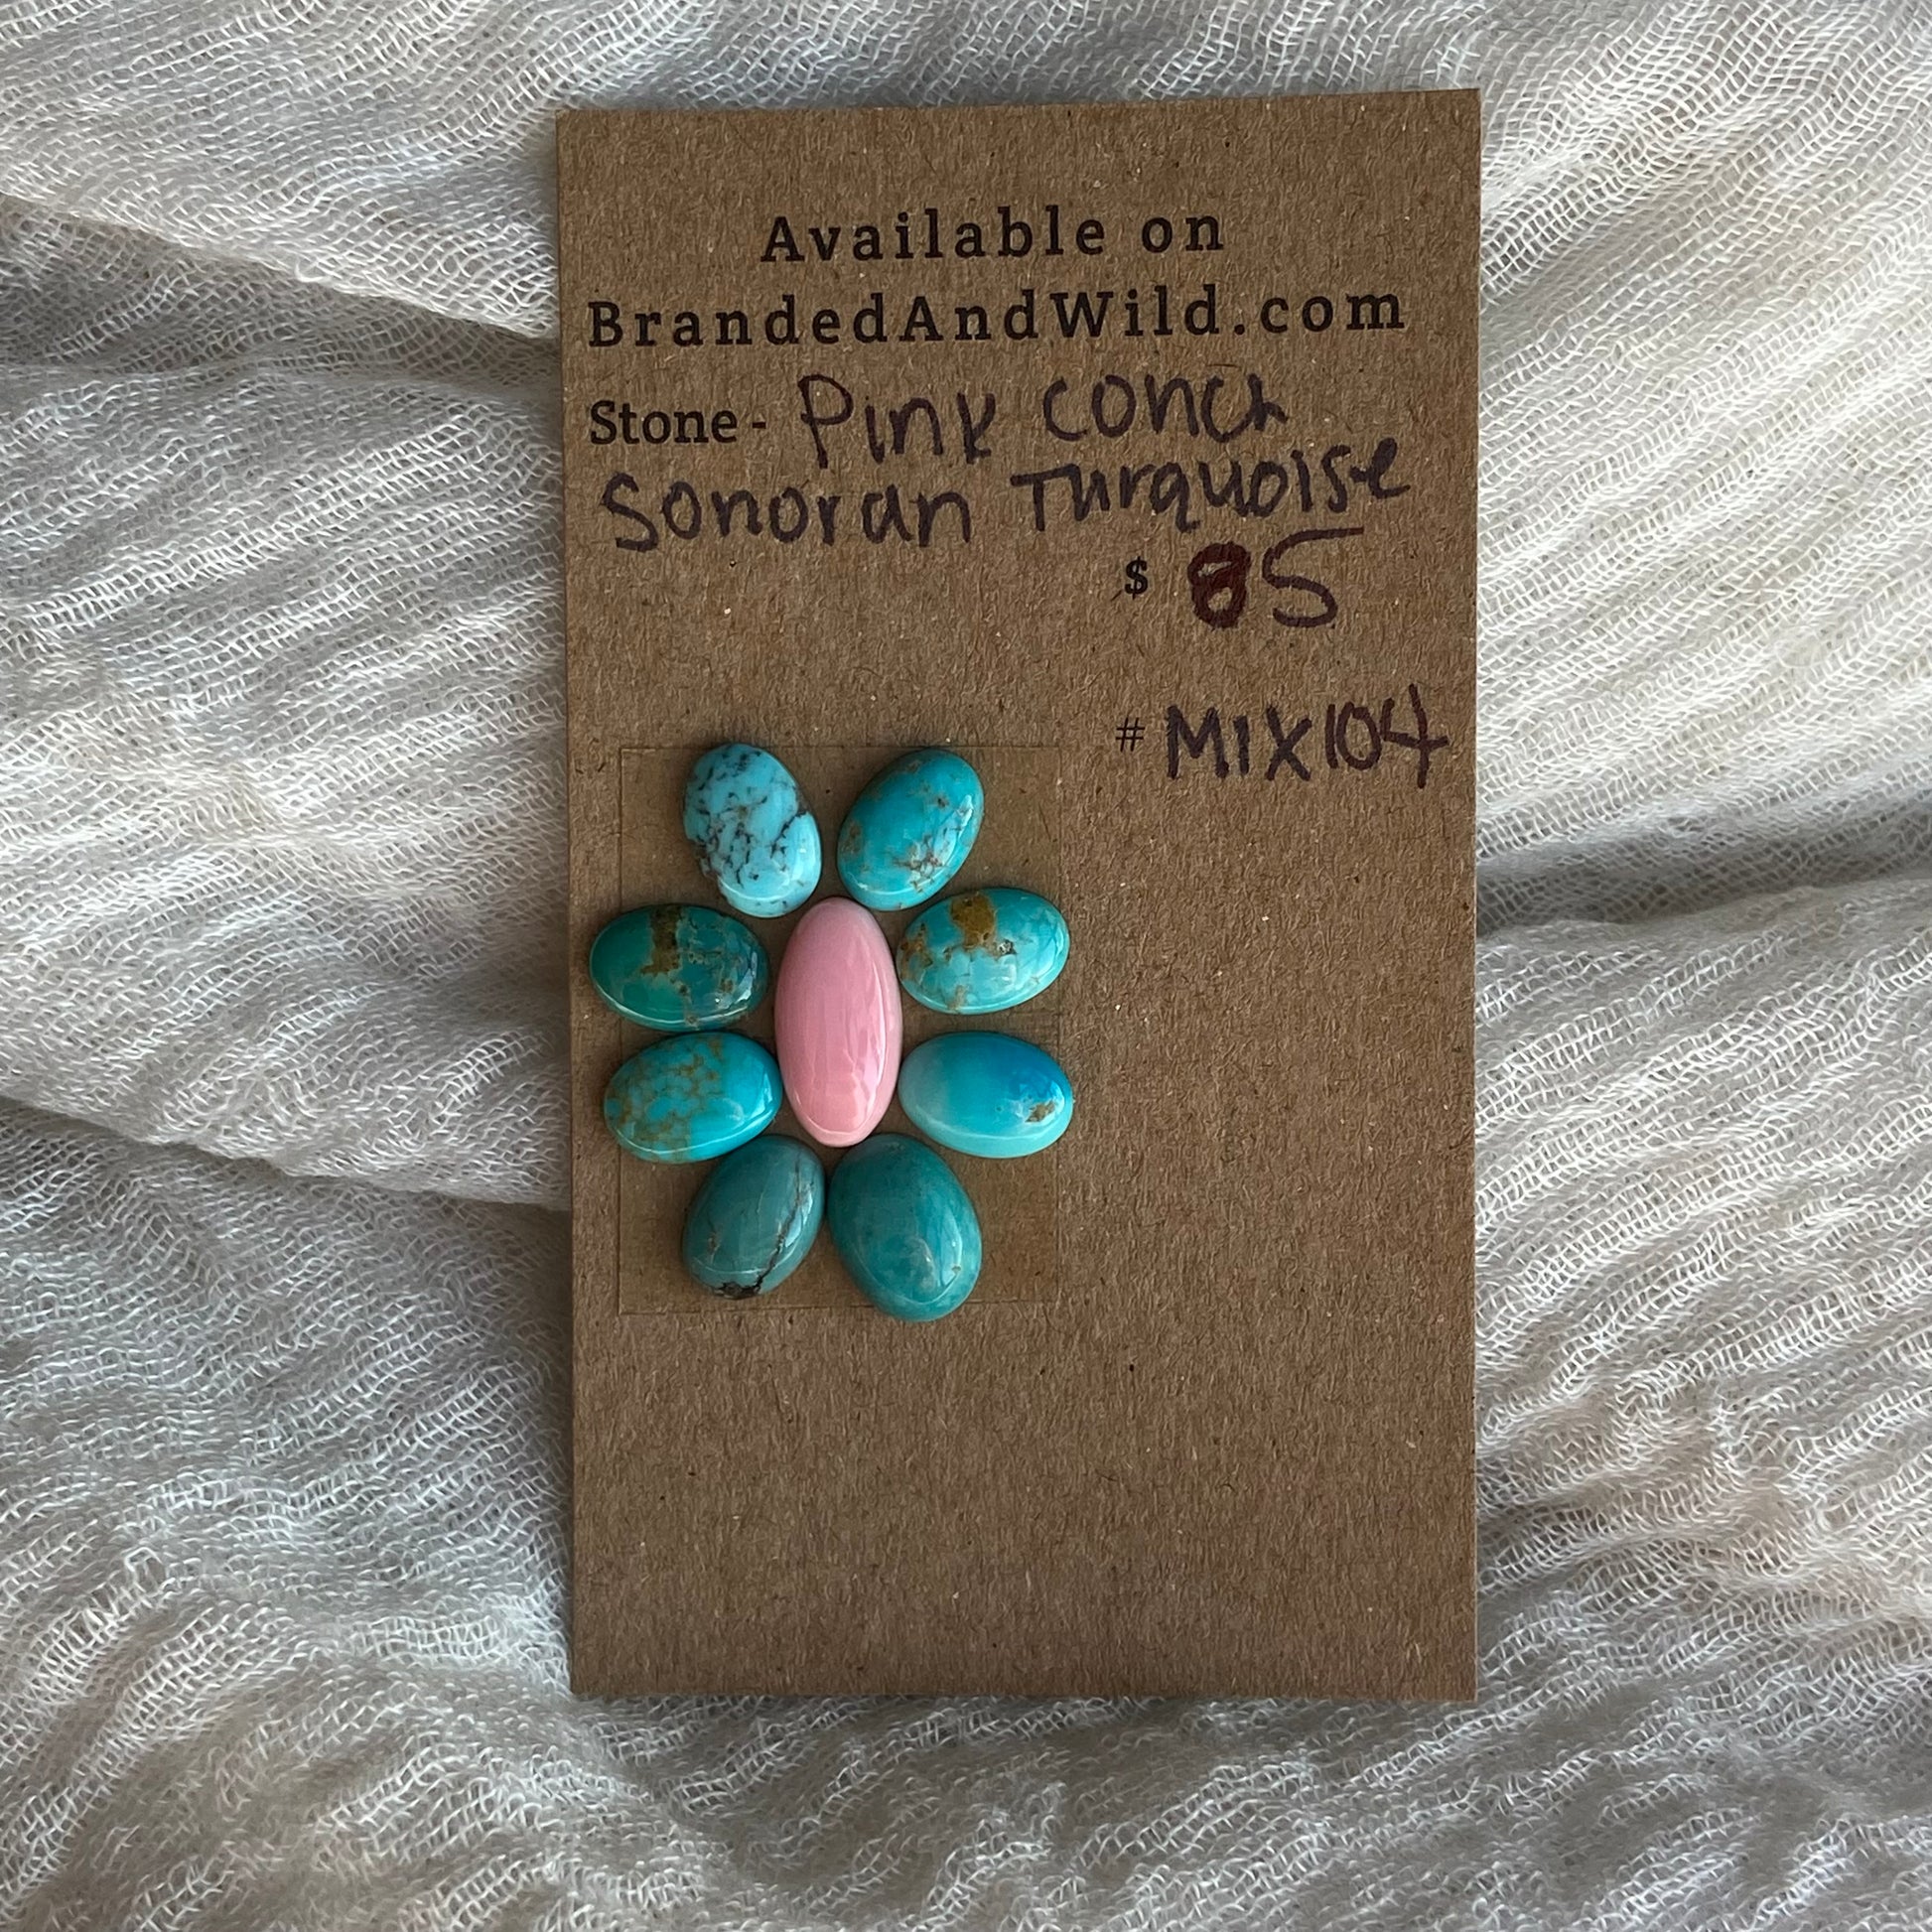 Available on
BrandedAndWild.com
Stone - Pink Conch
Sonoran Turquoise
$ 85
# MIX104